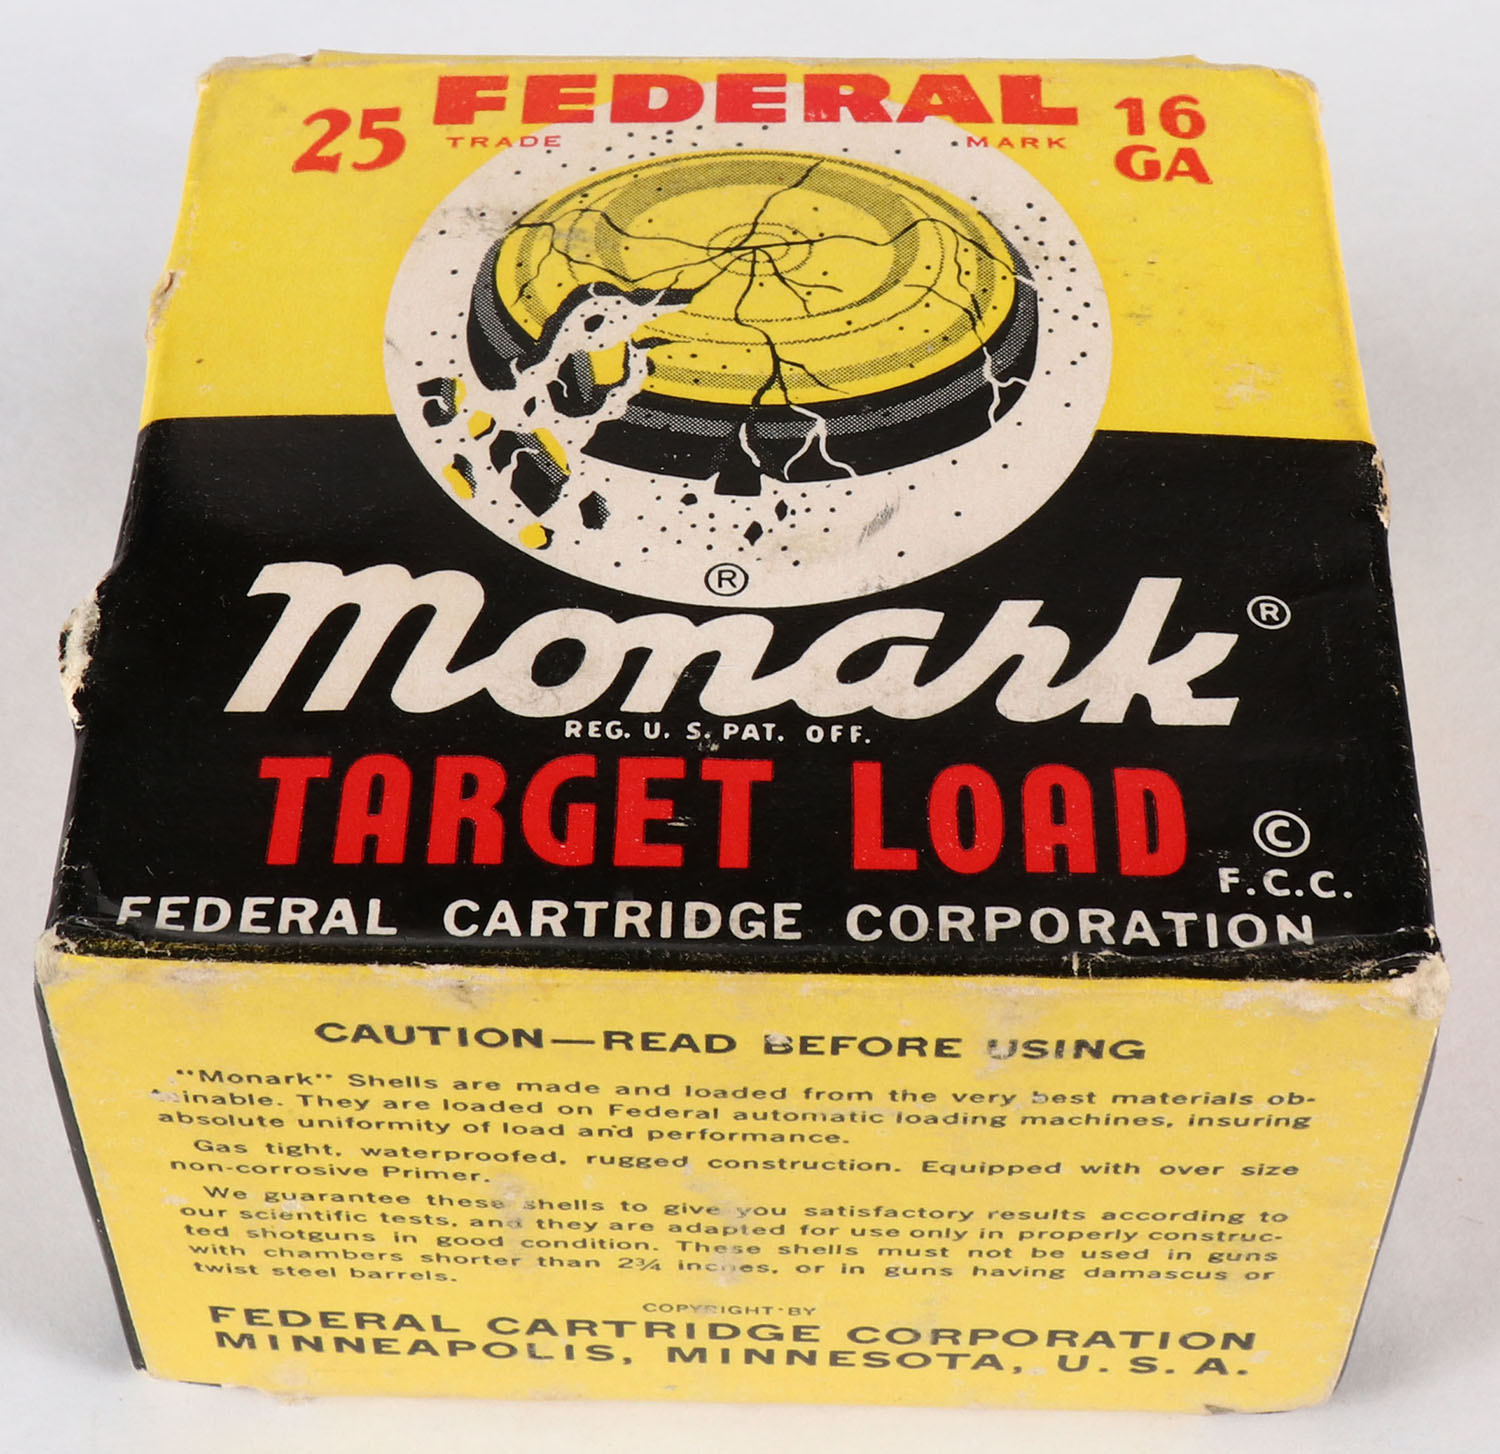 FEDERAL
25 TRADE MARK 16
GA
®
Monark®
REG. U. S. PAT. OFF.
TARGET LOAD
©
F.C.C.
FEDERAL CARTRIDGE CORPORATION
CAUTION—READ BEFORE USING
"Monark" Shells are made and loaded from the very best materials ob-
tainable. They are loaded on Federal automatic loading machines, insuring
absolute uniformity of load and performance.
Gas tight, waterproofed, rugged construction. Equipped with over size
non-corrosive Primer.
We guarantee these shells to give you satisfactory results according to
our scientific tests, and they are adapted for use only in properly construc-
ted shotguns in good condition. These shells must not be used in guns
with chambers shorter than 2¾ inches, or in guns having damascus or
twist steel barrels.
COPYRIGHT BY
FEDERAL CARTRIDGE CORPORATION
MINNEAPOLIS, MINNESOTA, U. S. A.